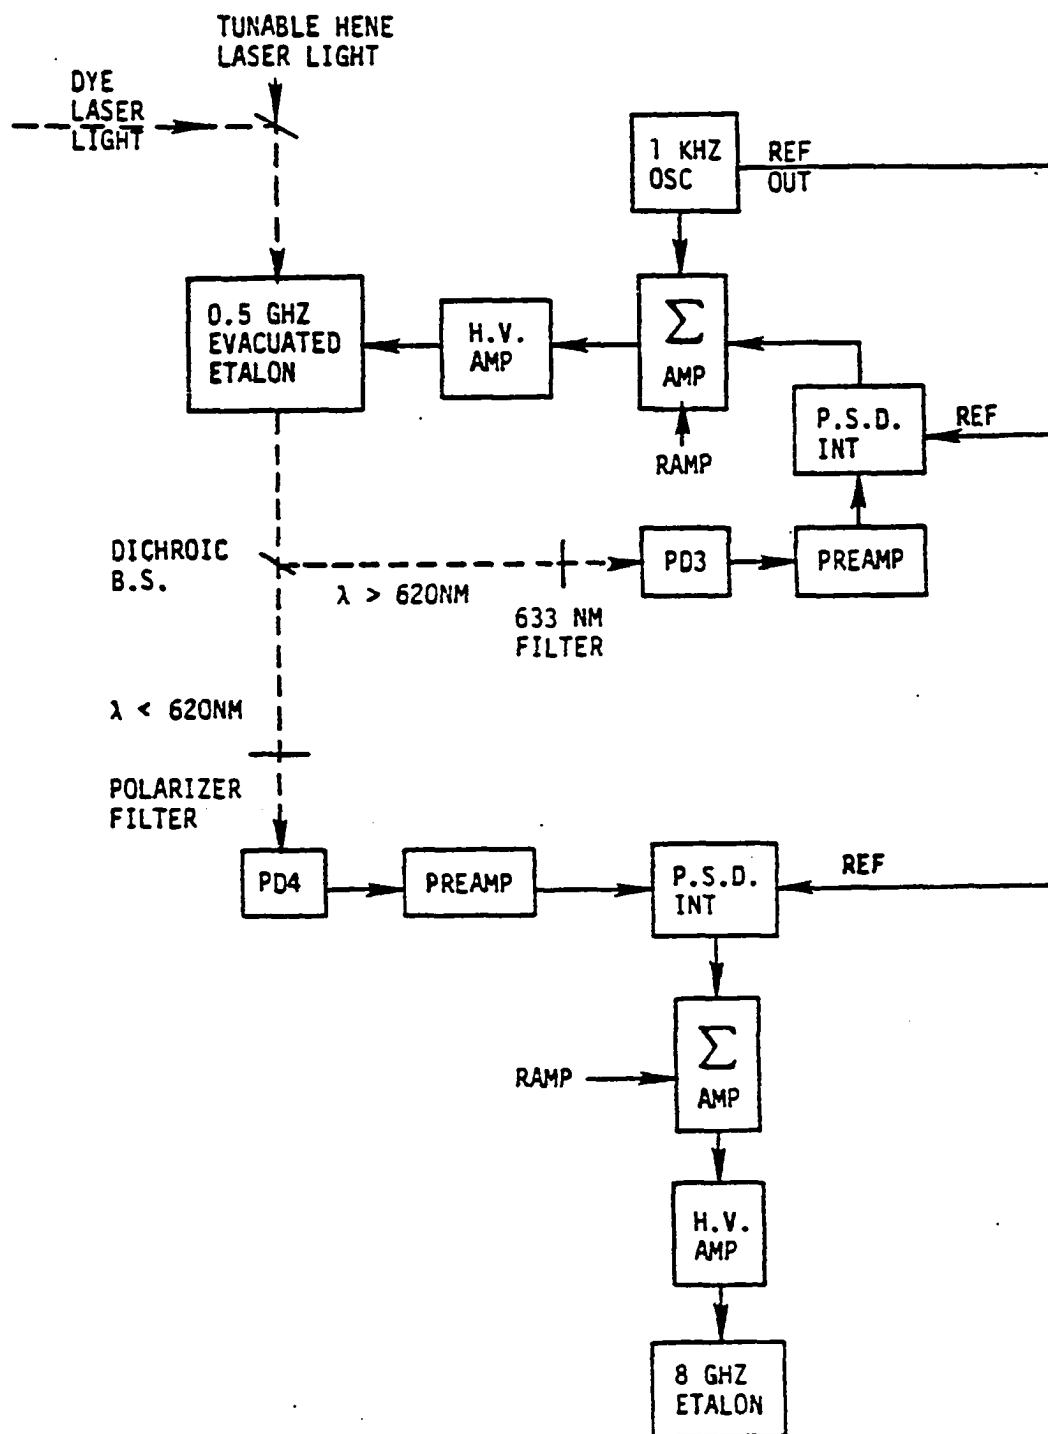 TUNABLE HENE
LASER LIGHT
DYE
LASER
LIGHT
1 KHZ
OSC
REF
OUT
0.5 GHZ
EVACUATED
ETALON
H.V.
AMP
Σ
AMP
RAMP
P.S.D.
INT
REF
DICHROIC
B.S.
λ > 620NM
633 NM
FILTER
PD3
PREAMP
λ < 620NM
POLARIZER
FILTER
PD4
PREAMP
P.S.D.
INT
REF
RAMP
Σ
AMP
H.V.
AMP
8 GHZ
ETALON